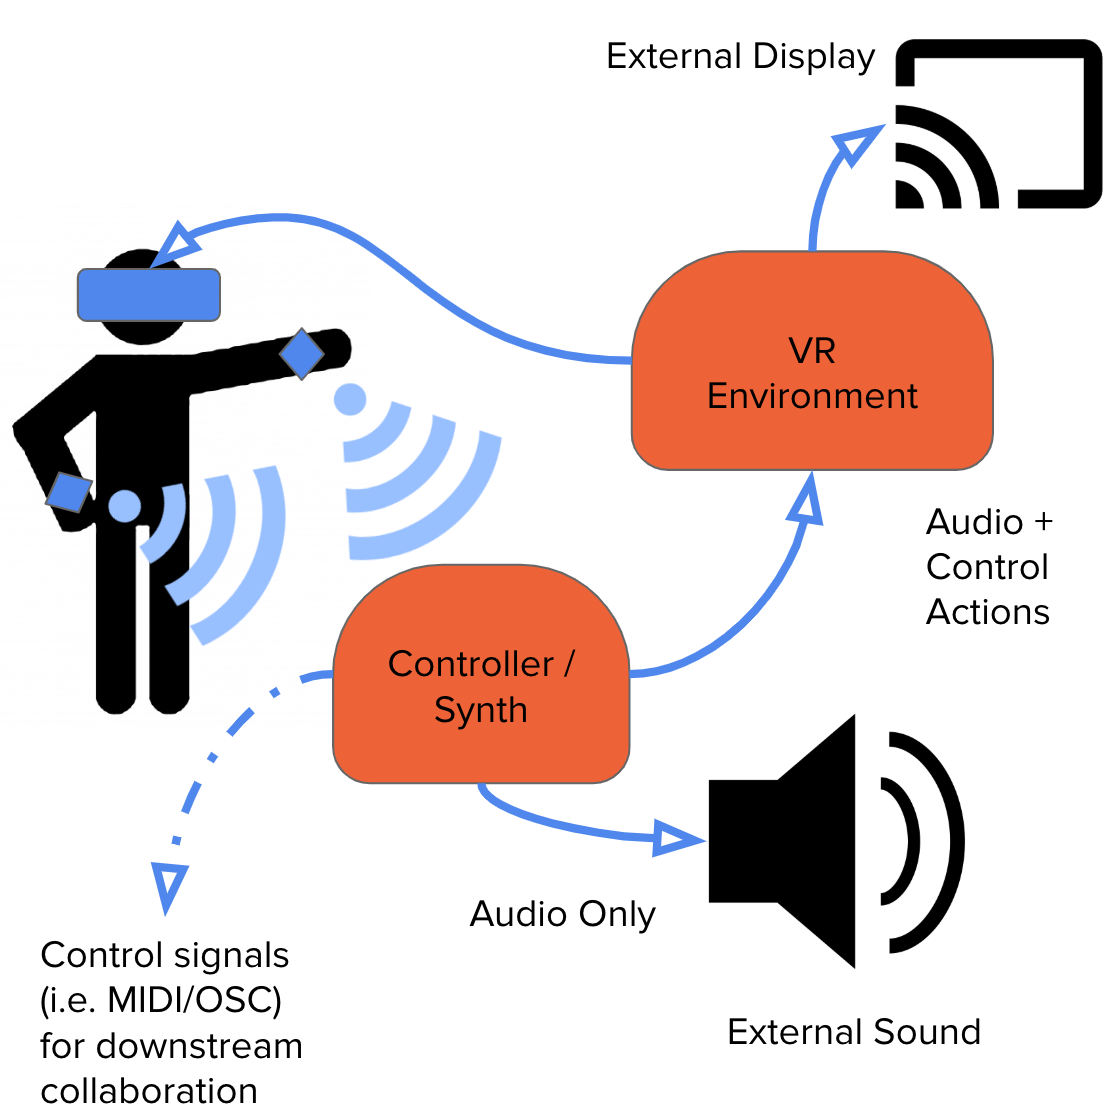 External Display
VR
Environment
Audio +
Control
Actions
Controller /
Synth
Audio Only
Control signals
(i.e. MIDI/OSC)
for downstream
collaboration
External Sound